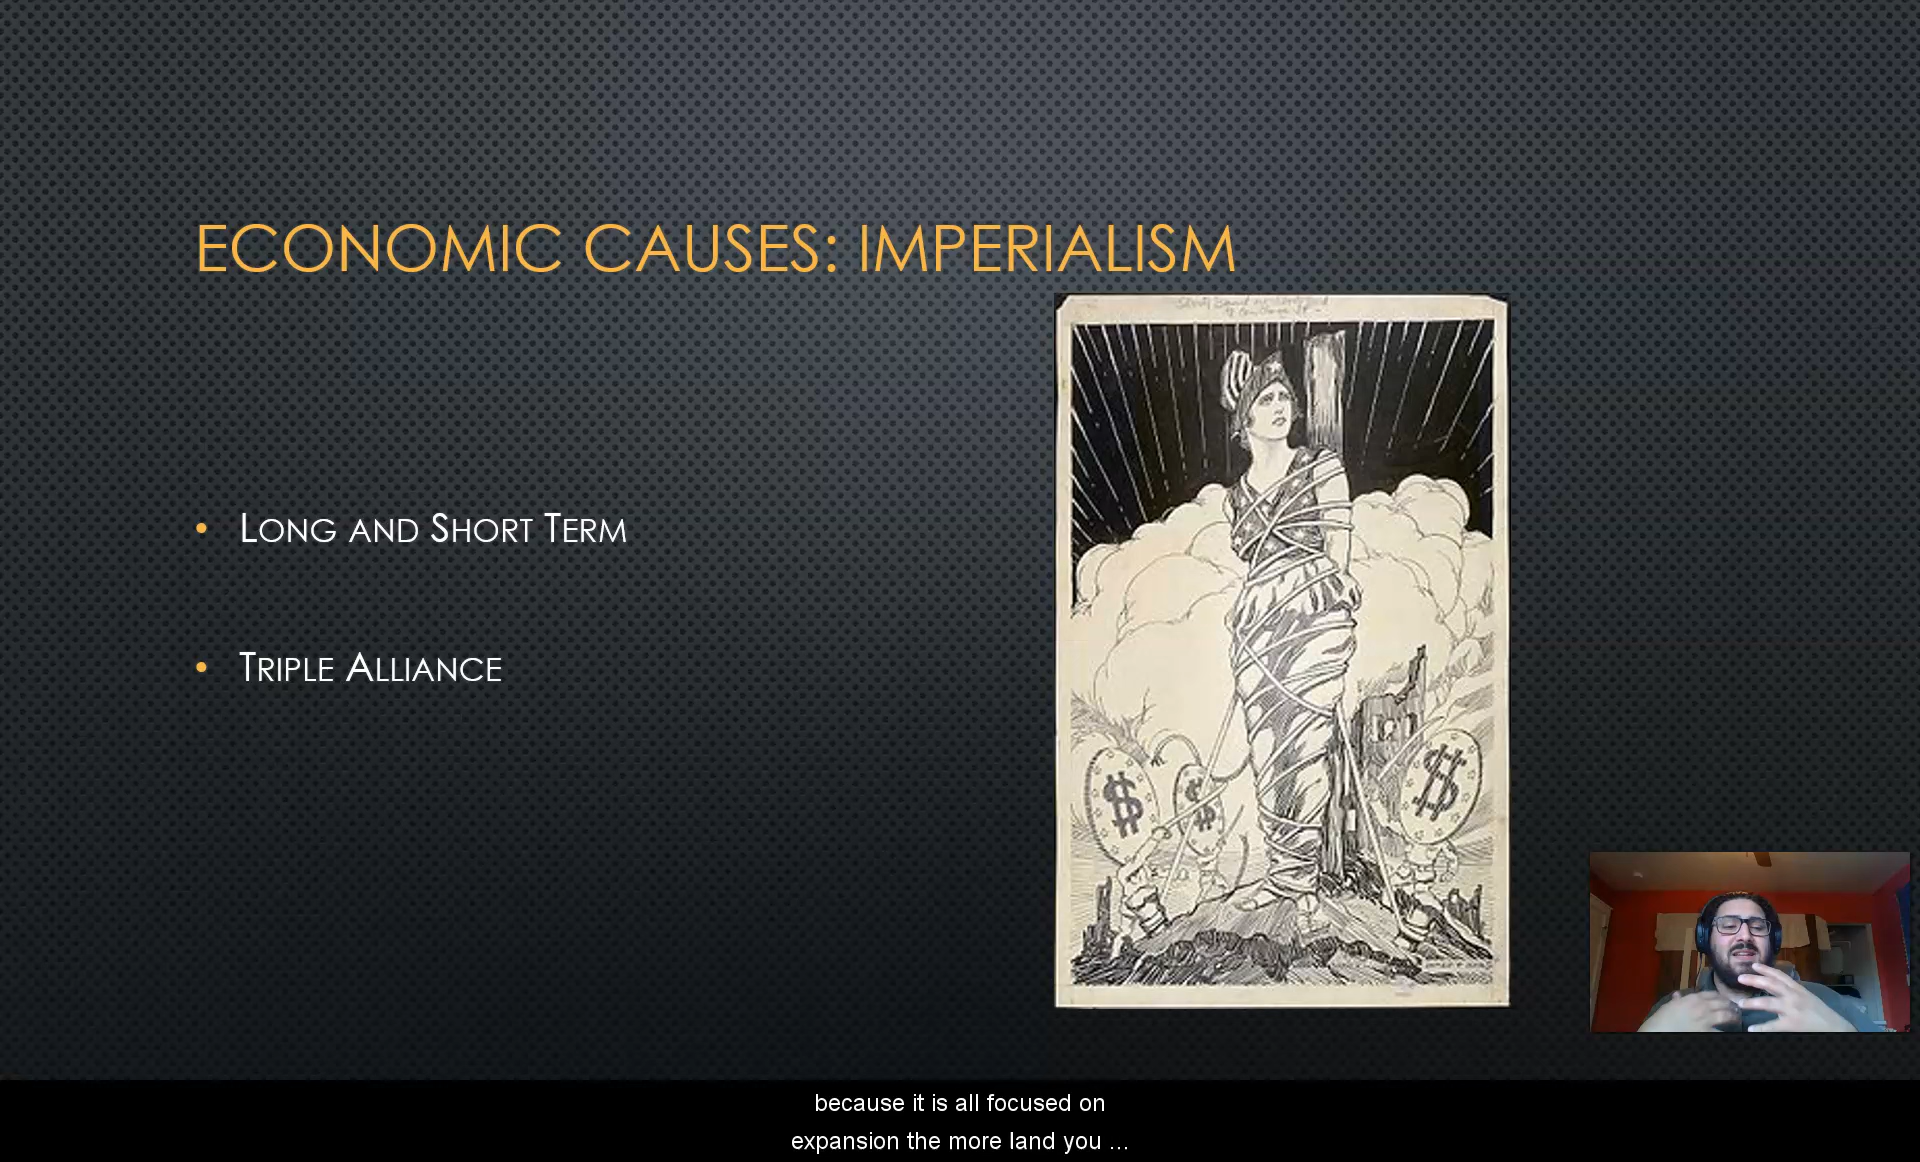 ECONOMIC CAUSES: IMPERIALISM
• LONG AND SHORT TERM
• TRIPLE ALLIANCE
$
$
$
because it is all focused on
expansion the more land you ...